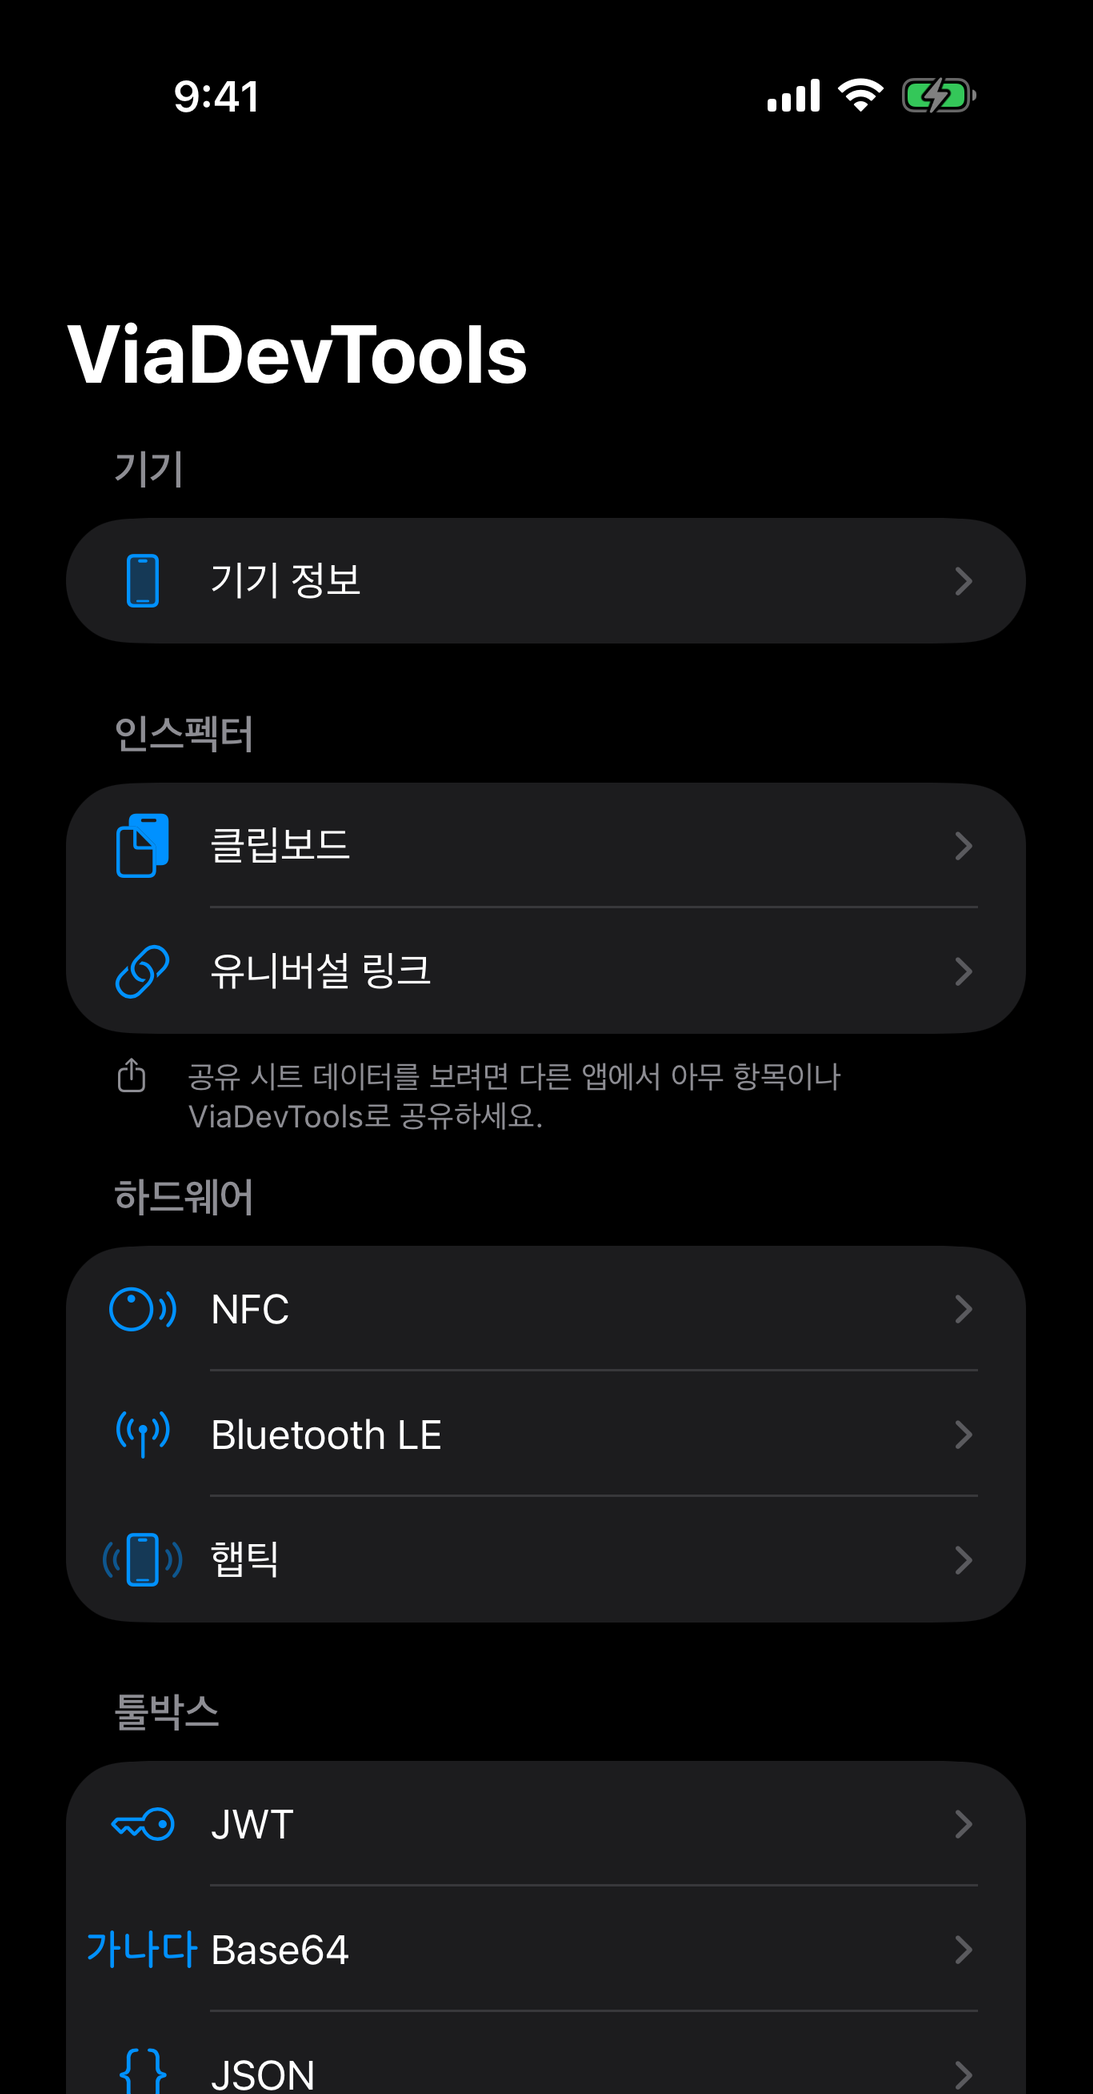 9:41
ViaDevTools
기기
기기 정보
인스펙터
클립보드
유니버설 링크
공유 시트 데이터를 보려면 다른 앱에서 아무 항목이나
ViaDevTools로 공유하세요.
하드웨어
NFC
Bluetooth LE
햅틱
툴박스
JWT
가나다 Base64
{ } JSON